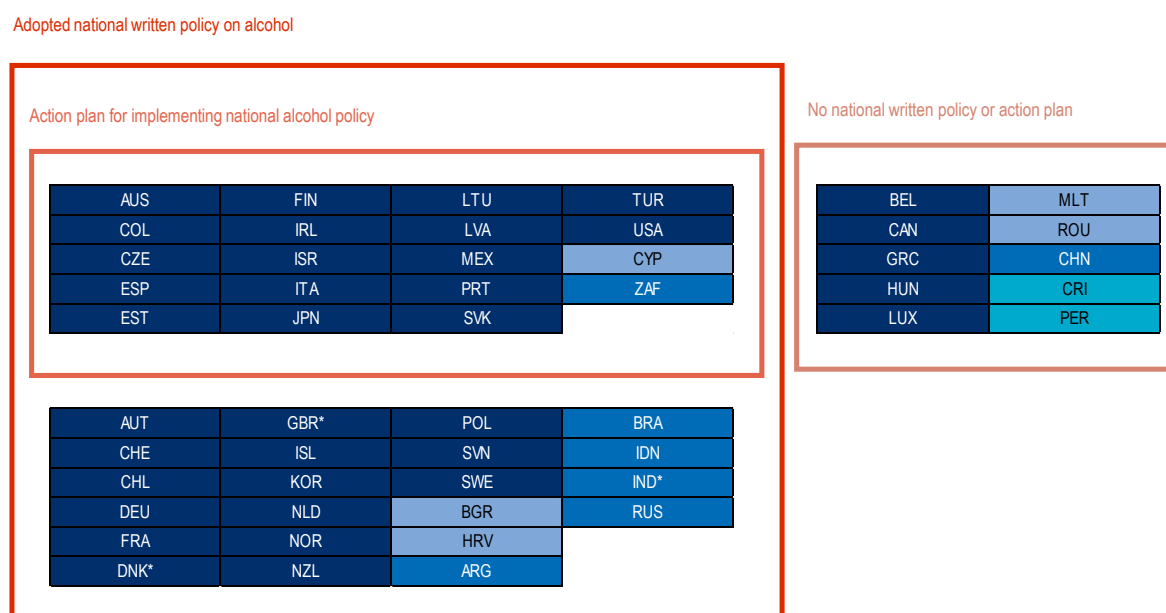 Adopted national written policy on alcohol
Action plan for implementing national alcohol policy
No national written policy or action plan
AUS FIN LTU TUR
COL IRL LVA USA
CZE ISR MEX CYP
ESP ITA PRT ZAF
EST JPN SVK
BEL MLT
CAN ROU
GRC CHN
HUN CRI
LUX PER
AUT GBR* POL BRA
CHE ISL SVN IDN
CHL KOR SWE IND*
DEU NLD BGR RUS
FRA NOR HRV
DNK* NZL ARG